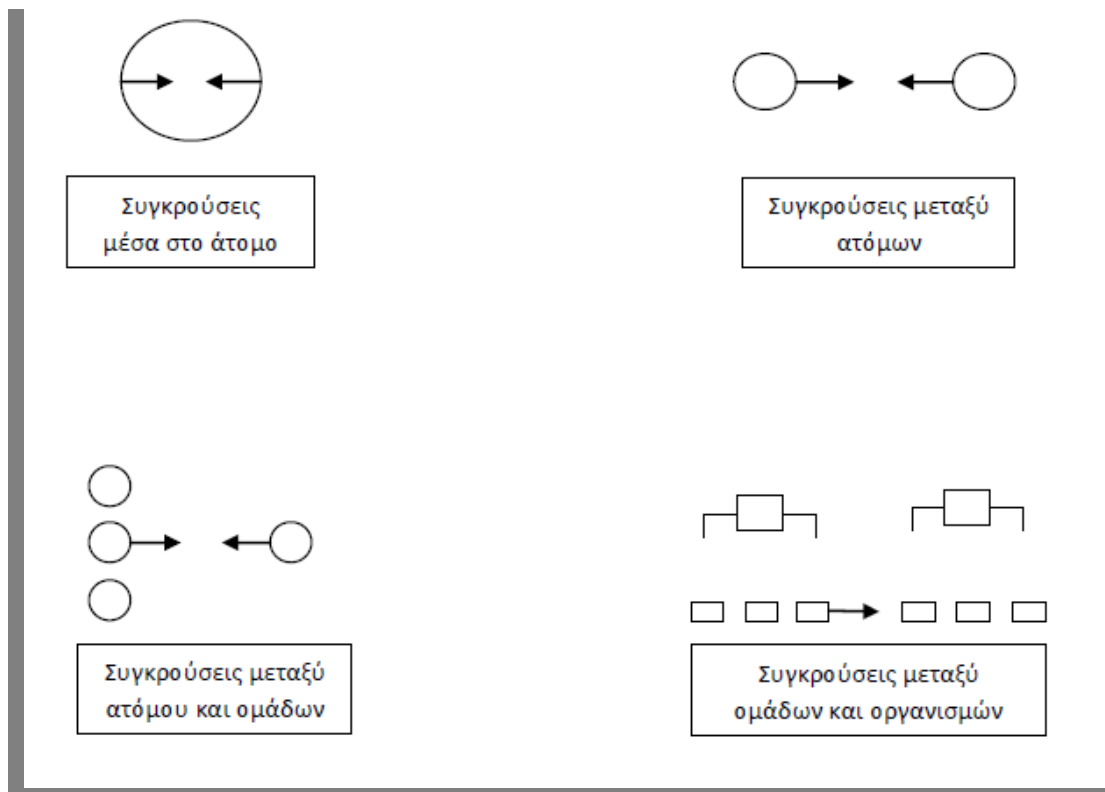 Συγκρούσεις
μέσα στο άτομο
Συγκρούσεις μεταξύ
ατόμων
Συγκρούσεις μεταξύ
ατόμου και ομάδων
Συγκρούσεις μεταξύ
ομάδων και οργανισμών